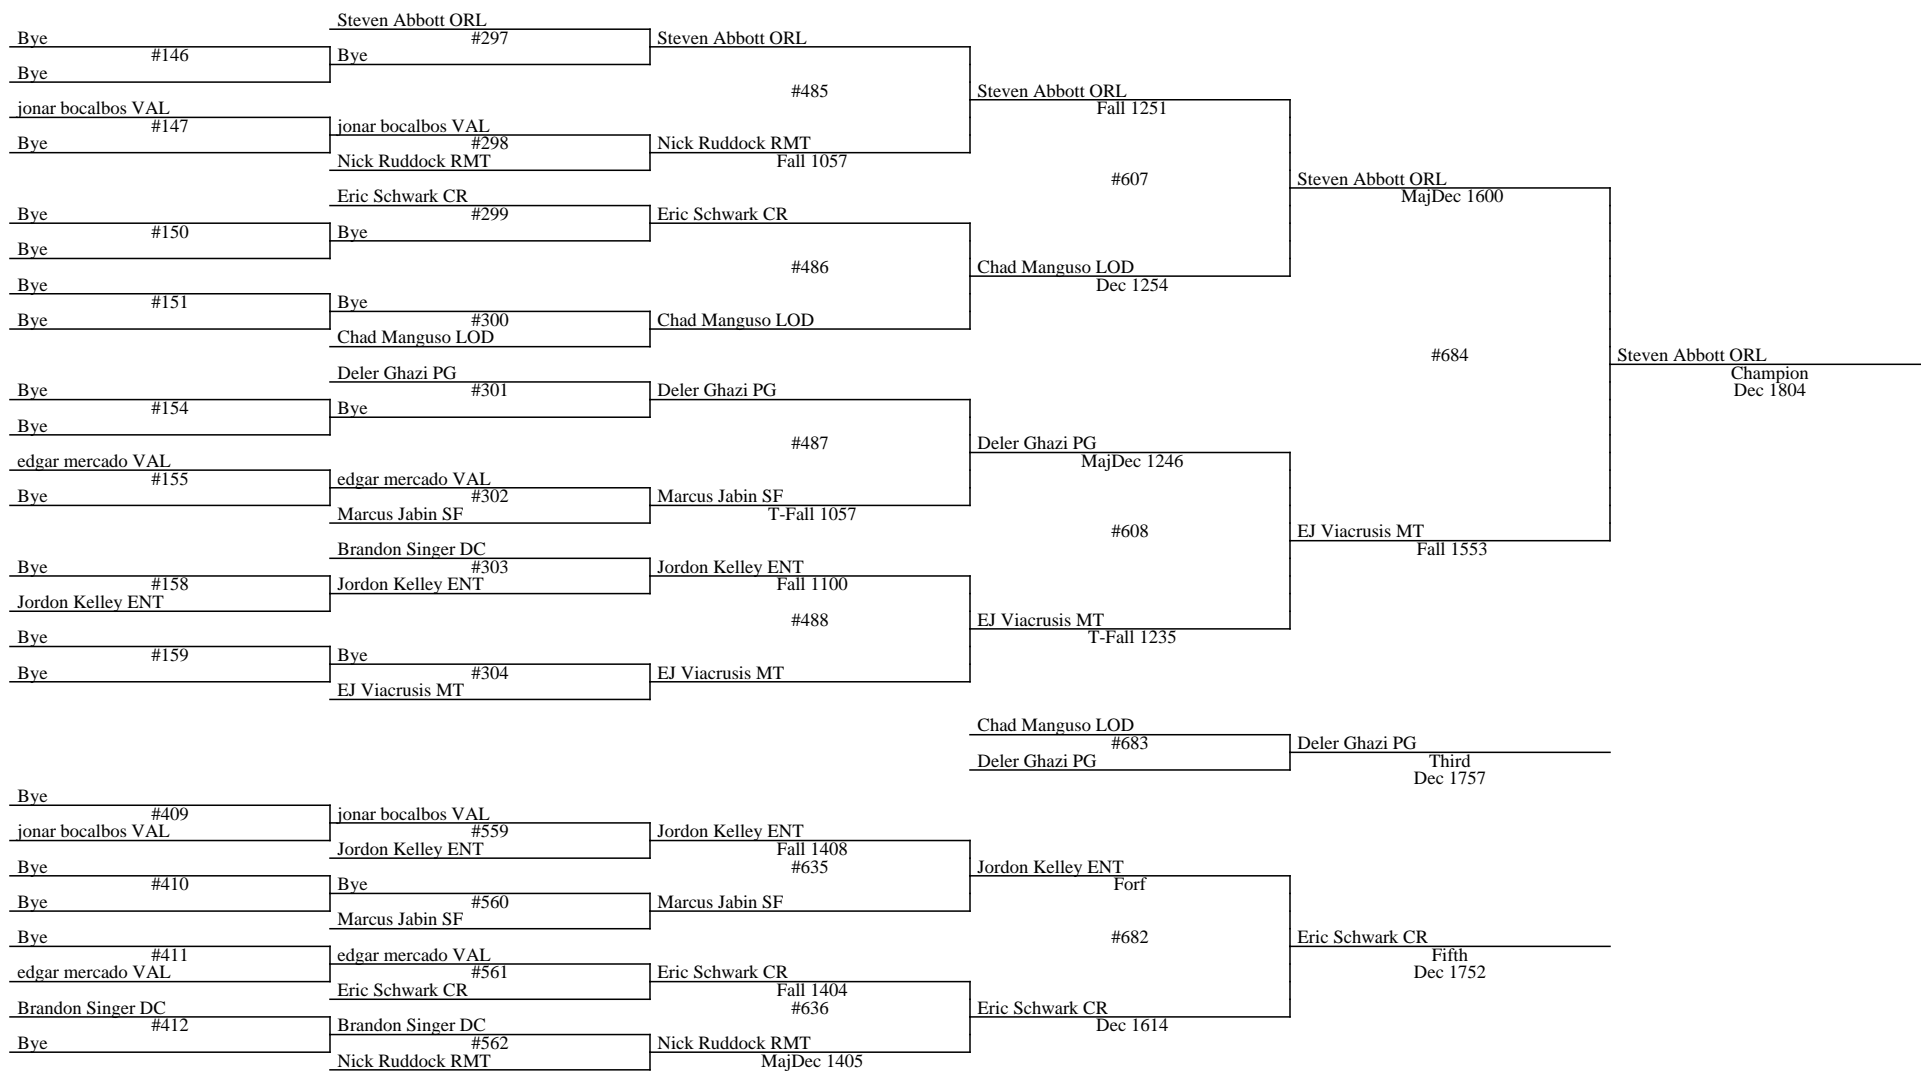 Steven Abbott ORL
Bye
#297
Steven Abbott ORL
#146
Bye
Bye
#485
Steven Abbott ORL
Fall 1251
jonar bocalbos VAL
#147
jonar bocalbos VAL
Bye
#298
Nick Ruddock RMT
Nick Ruddock RMT
Fall 1057
#607
Steven Abbott ORL
MajDec 1600
Eric Schwark CR
Bye
#299
Eric Schwark CR
#150
Bye
Bye
#486
Chad Manguso LOD
Dec 1254
Bye
#151
Bye
Bye
#300
Chad Manguso LOD
Chad Manguso LOD
#684
Steven Abbott ORL
Champion
Dec 1804
Deler Ghazi PG
Bye
#301
Deler Ghazi PG
#154
Bye
Bye
#487
Deler Ghazi PG
MajDec 1246
edgar mercado VAL
#155
edgar mercado VAL
Bye
#302
Marcus Jabin SF
Marcus Jabin SF
T-Fall 1057
#608
EJ Viacrusis MT
Fall 1553
Brandon Singer DC
Bye
#303
Jordon Kelley ENT
#158
Jordon Kelley ENT
Fall 1100
Jordon Kelley ENT
#488
EJ Viacrusis MT
T-Fall 1235
Bye
#159
Bye
Bye
#304
EJ Viacrusis MT
EJ Viacrusis MT
Chad Manguso LOD
#683
Deler Ghazi PG
Deler Ghazi PG
Third
Dec 1757
Bye
#409
jonar bocalbos VAL
jonar bocalbos VAL
#559
Jordon Kelley ENT
Jordon Kelley ENT
Fall 1408
Bye
#635
Jordon Kelley ENT
Forf
#410
Bye
Bye
#560
Marcus Jabin SF
Marcus Jabin SF
Bye
#682
Eric Schwark CR
Fifth
Dec 1752
#411
edgar mercado VAL
edgar mercado VAL
#561
Eric Schwark CR
Eric Schwark CR
Fall 1404
Brandon Singer DC
#636
Eric Schwark CR
Dec 1614
#412
Brandon Singer DC
Bye
#562
Nick Ruddock RMT
Nick Ruddock RMT
MajDec 1405